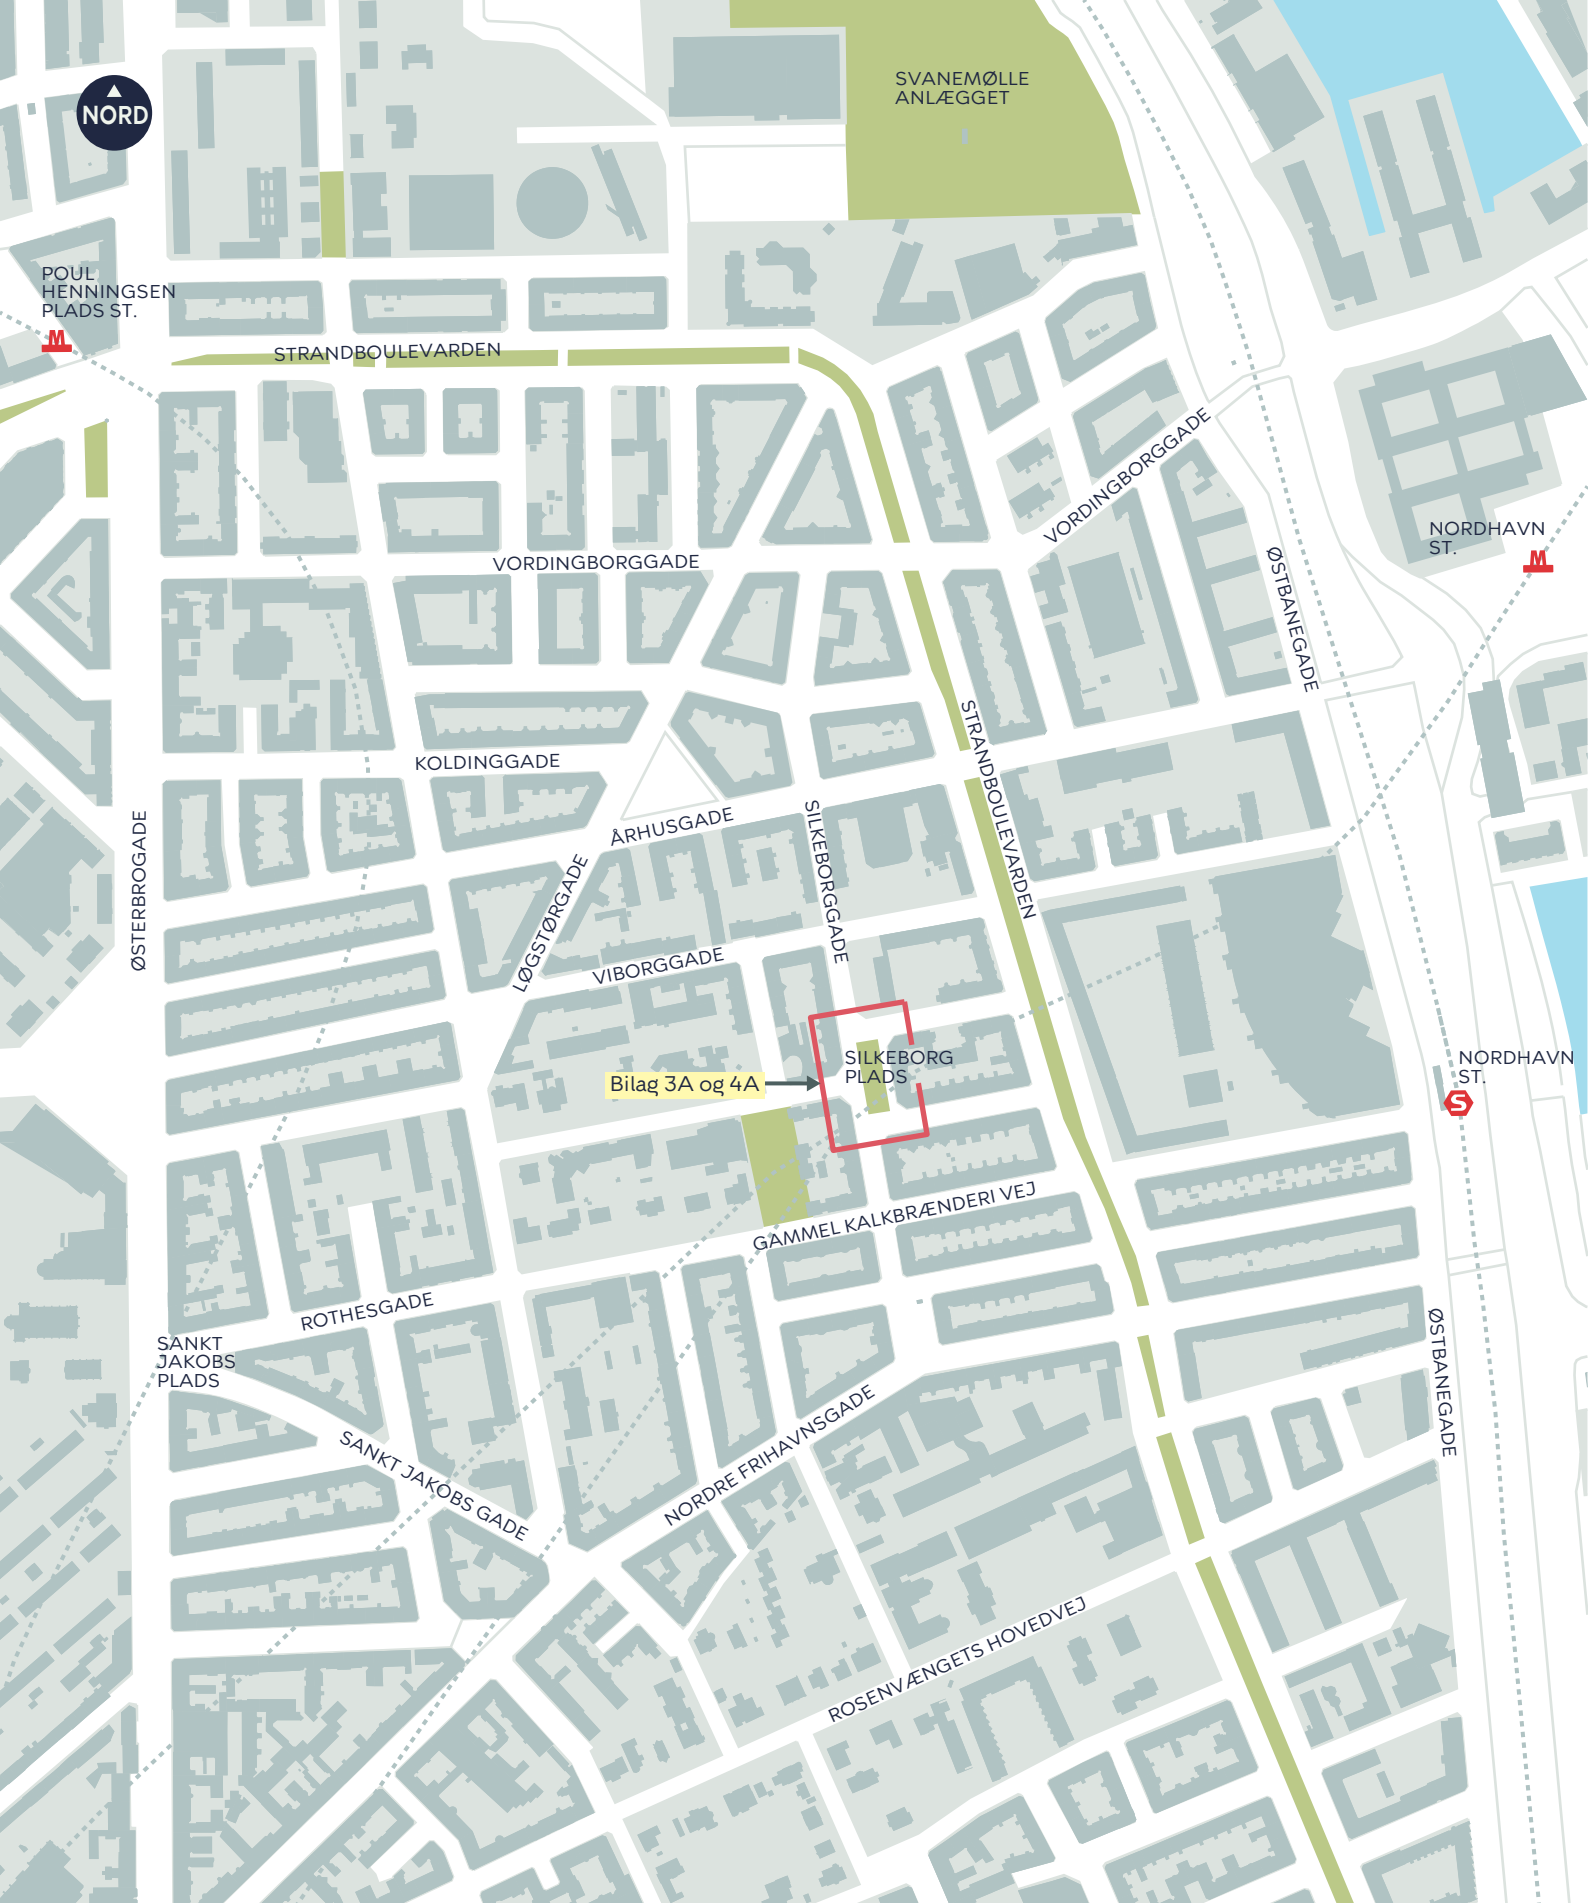 SVANEMØLLE
ANLÆGGET
NORD
POUL
HENNINGSEN
PLADS ST.
M
STRANDBOULEVARDEN
VORDINGBORGGADE
NORDHAVN
ST.
M
VORDINGBORGGADE
ØSTBANEGADE
STRANDBOULEVARDEN
KOLDINGGADE
ÅRHUSGADE
SILKEBORGGADE
ØSTERBROGADE
LØGSTØRGADE
VIBORGGADE
SILKEBORG
PLADS
Bilag 3A og 4A
NORDHAVN
ST.
S
GAMMEL KALKBRÆNDERI VEJ
ROTHESGADE
SANKT
JAKOBS
PLADS
ØSTBANEGADE
SANKT JAKOBS GADE
NORDRE FRIHAVNSGADE
ROSENVÆNGETS HOVEDVEJ